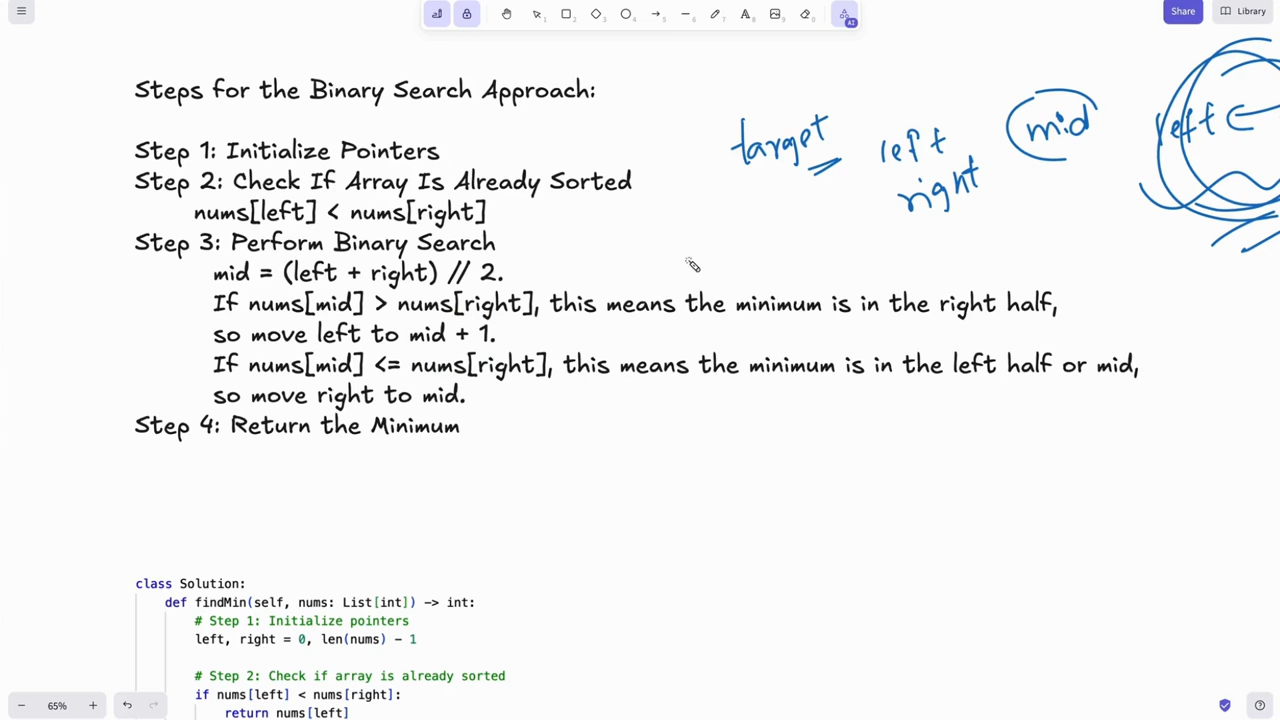 Share
Library
Steps for the Binary Search Approach:
target left mid left
right
Step 1: Initialize Pointers
Step 2: Check If Array Is Already Sorted
nums[left] < nums[right]
Step 3: Perform Binary Search
mid = (left + right) // 2.
If nums[mid] > nums[right], this means the minimum is in the right half,
so move left to mid + 1.
If nums[mid] <= nums[right], this means the minimum is in the left half or mid,
so move right to mid.
Step 4: Return the Minimum
class Solution:
def findMin(self, nums: List[int]) -> int:
# Step 1: Initialize pointers
left, right = 0, len(nums) - 1
# Step 2: Check if array is already sorted
if nums[left] < nums[right]:
return nums[left]
65%